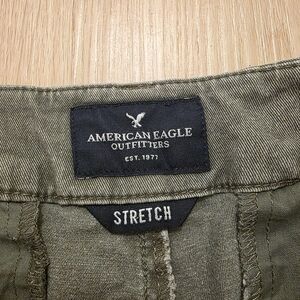 AMERICAN EAGLE
OUTFITTERS
EST. 1977
STRETCH